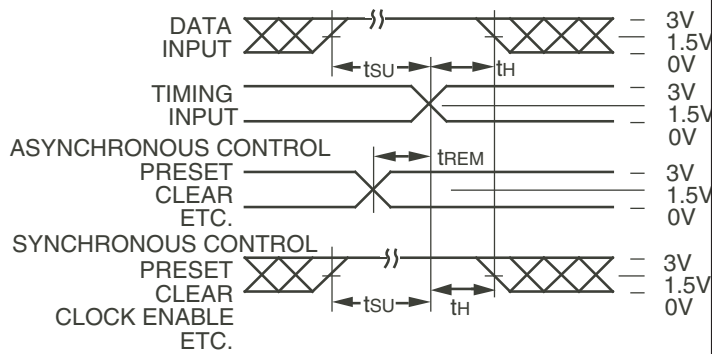 DATA
INPUT
3V
1.5V
0V
tSU
tH
TIMING
INPUT
3V
1.5V
0V
ASYNCHRONOUS CONTROL
PRESET
CLEAR
ETC.
tREM
3V
1.5V
0V
SYNCHRONOUS CONTROL
PRESET
CLEAR
CLOCK ENABLE
ETC.
tSU
tH
3V
1.5V
0V